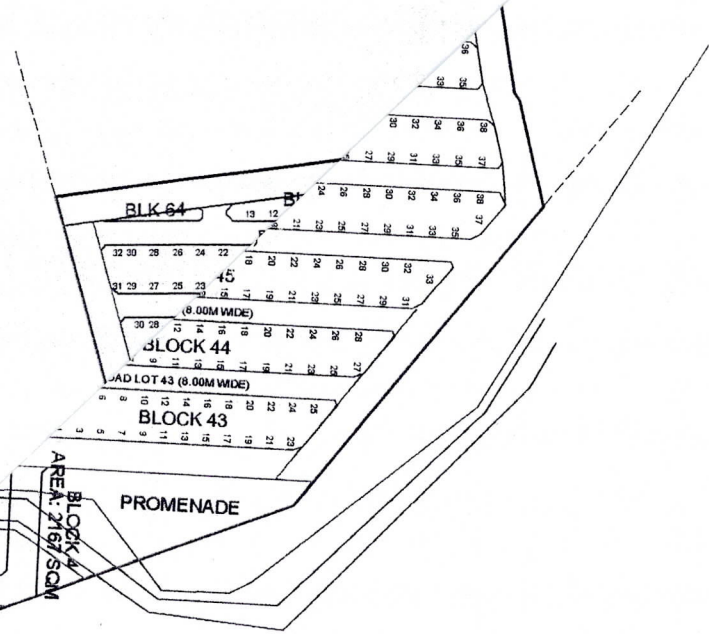 36
33 35
30 32 34 36 38
27 29 31 33 35 37
24 26 28 30 32 34 36 38
21 23 25 27 29 31 33 35 37
BLK 64
13 12
32 30 28 26 24 22
18 20 22 24 26 28 30 32 33
45
31 29 27 25 23
15 17 19 21 23 25 27 29 31
(8.00M WIDE)
30 28
12 14 16 18 20 22 24 26 28
BLOCK 44
9 11 13 15 17 19 21 23 25 27
LOT 43 (8.00M WIDE)
6 8 10 12 14 16 18 20 22 24 25
BLOCK 43
1 3 5 7 9 11 13 15 17 19 21 23
PROMENADE
BLOCK 4
AREA: 2167 SQM